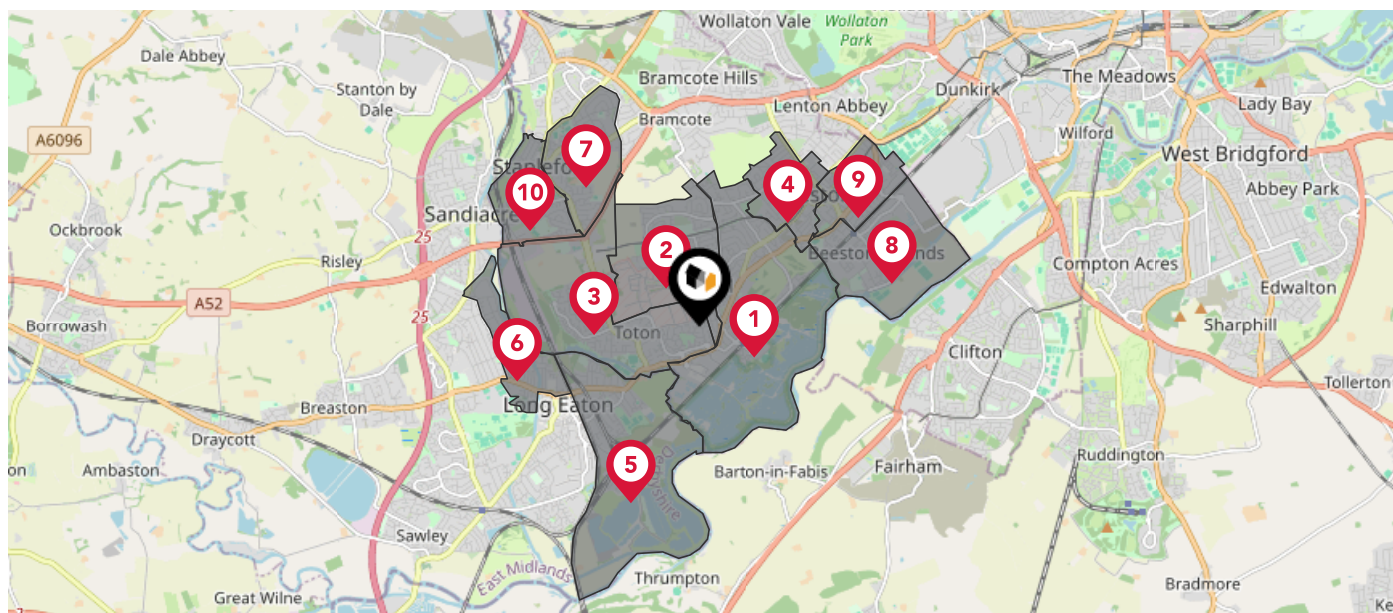 Wollaton Vale
Wollaton
Park
Dale Abbey
Stanton by
Dale
Bramcote Hills
Bramcote
Lenton Abbey
Dunkirk
The Meadows
Lady Bay
A6096
Wilford
West Bridgford
Abbey Park
7
4
9
10
Sandiacre
25
Ockbrook
Risley
2
8
Compton Acres
Edwalton
A52
3
1
25
Borrowash
Toton
6
Clifton
Sharphill
Tollerton
Breaston
Long Eaton
Draycott
on
Ambaston
5
Barton-in-Fabis
Fairham
Ruddington
Sawley
East Midlands
Thrumpton
Great Wilne
Bradmore